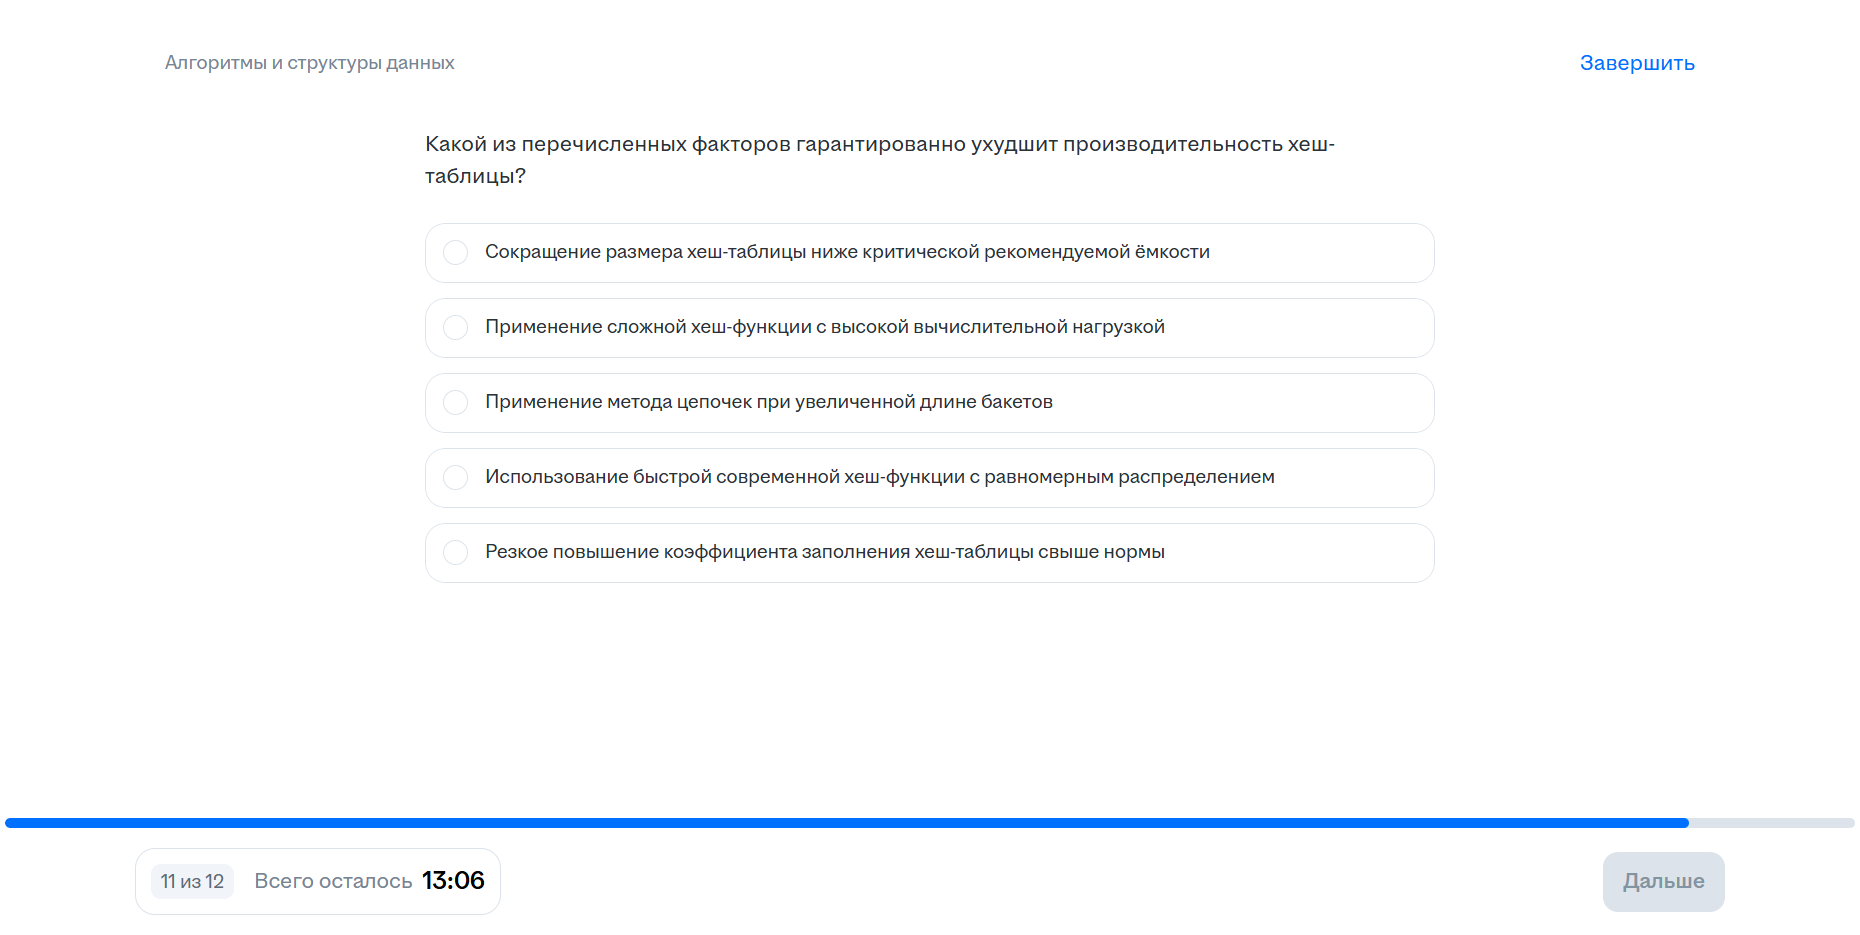 Алгоритмы и структуры данных
Завершить
Какой из перечисленных факторов гарантированно ухудшит производительность хеш-
таблицы?
Сокращение размера хеш-таблицы ниже критической рекомендуемой ёмкости
Применение сложной хеш-функции с высокой вычислительной нагрузкой
Применение метода цепочек при увеличенной длине бакетов
Использование быстрой современной хеш-функции с равномерным распределением
Резкое повышение коэффициента заполнения хеш-таблицы свыше нормы
11 из 12
Всего осталось 13:06
Дальше